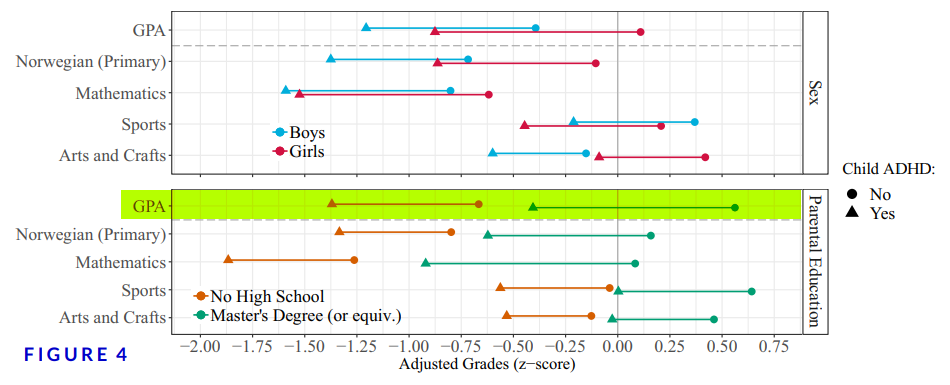 GPA
Norwegian (Primary)
Mathematics
Sports
Arts and Crafts
Boys
Girls
Sex
GPA
Norwegian (Primary)
Mathematics
Sports
Arts and Crafts
No High School
Master's Degree (or equiv.)
Parental Education
Child ADHD:
No
Yes
−2.00 −1.75 −1.50 −1.25 −1.00 −0.75 −0.50 −0.25 0.00 0.25 0.50 0.75
Adjusted Grades (z−score)
FIGURE 4